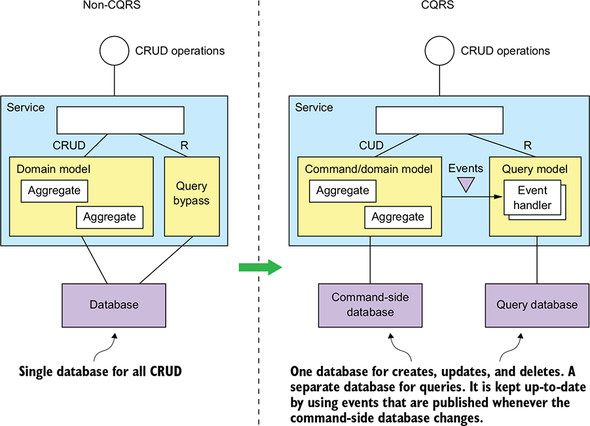 Non-CQRS
CRUD operations
Service
CRUD
R
Domain model
Aggregate
Aggregate
Query
bypass
Database
Single database for all CRUD
CQRS
CRUD operations
Service
CUD
R
Command/domain model
Aggregate
Aggregate
Events
Query model
Event
handler
Command-side
database
Query database
One database for creates, updates, and deletes. A
separate database for queries. It is kept up-to-date
by using events that are published whenever the
command-side database changes.